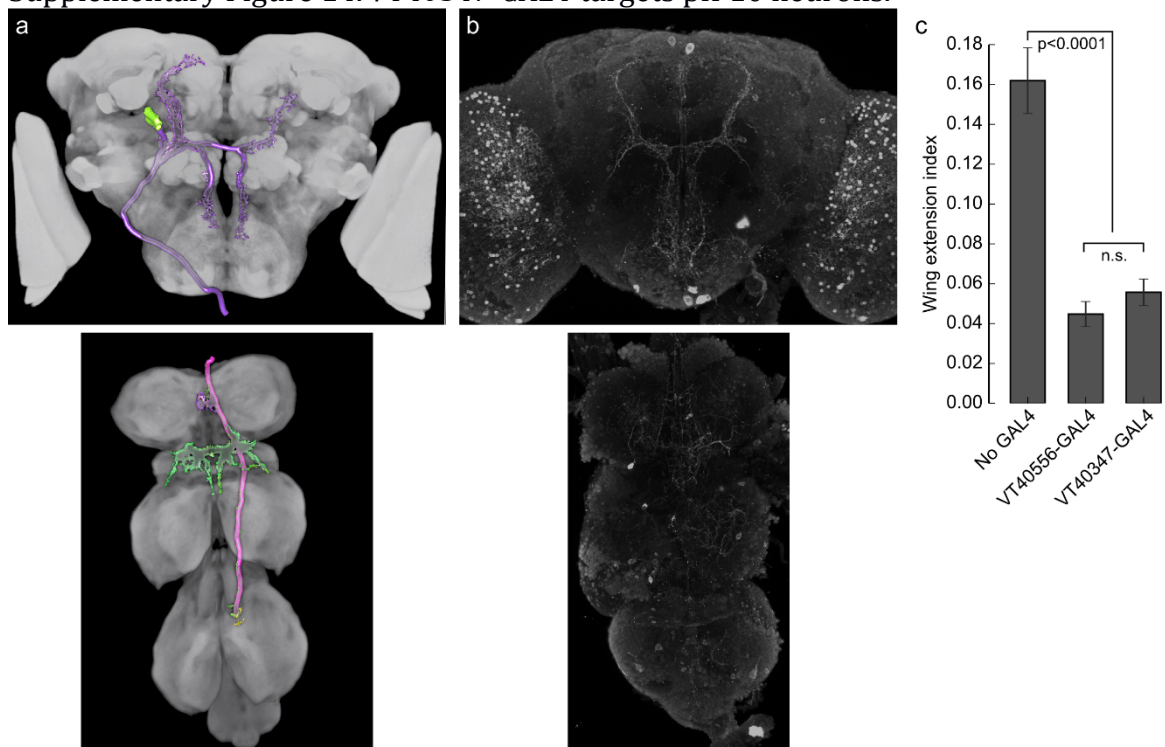 Supplementary Figure VT40347-GAL4 targets pIP10 neurons.
a
b
c
0.18
p<0.0001
0.16
0.14
0.12
0.10
0.08
n.s.
0.06
0.04
0.02
0.00
Wing extension index
No GAL4
VT40556-GAL4
VT40347-GAL4